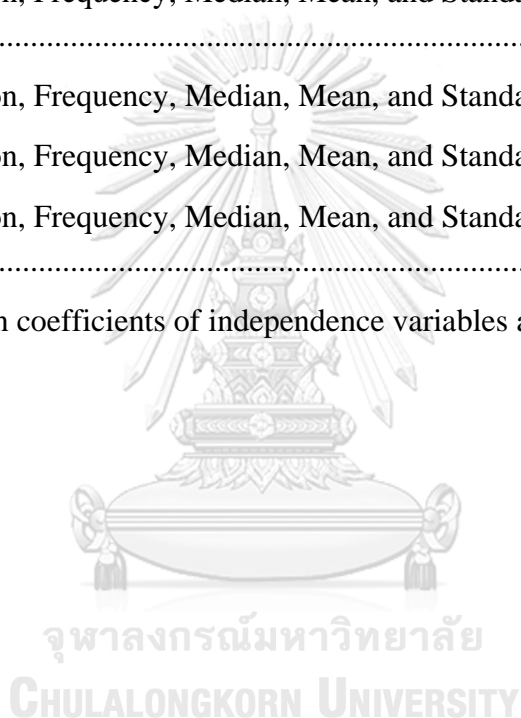 on, Frequency, Median, Mean, and Standa
................................................................................
on, Frequency, Median, Mean, and Standa
on, Frequency, Median, Mean, and Standa
on, Frequency, Median, Mean, and Standa
................................................................................
n coefficients of independence variables a
จุฬาลงกรณ์มหาวิทยาลัย
CHULALONGKORN UNIVERSITY